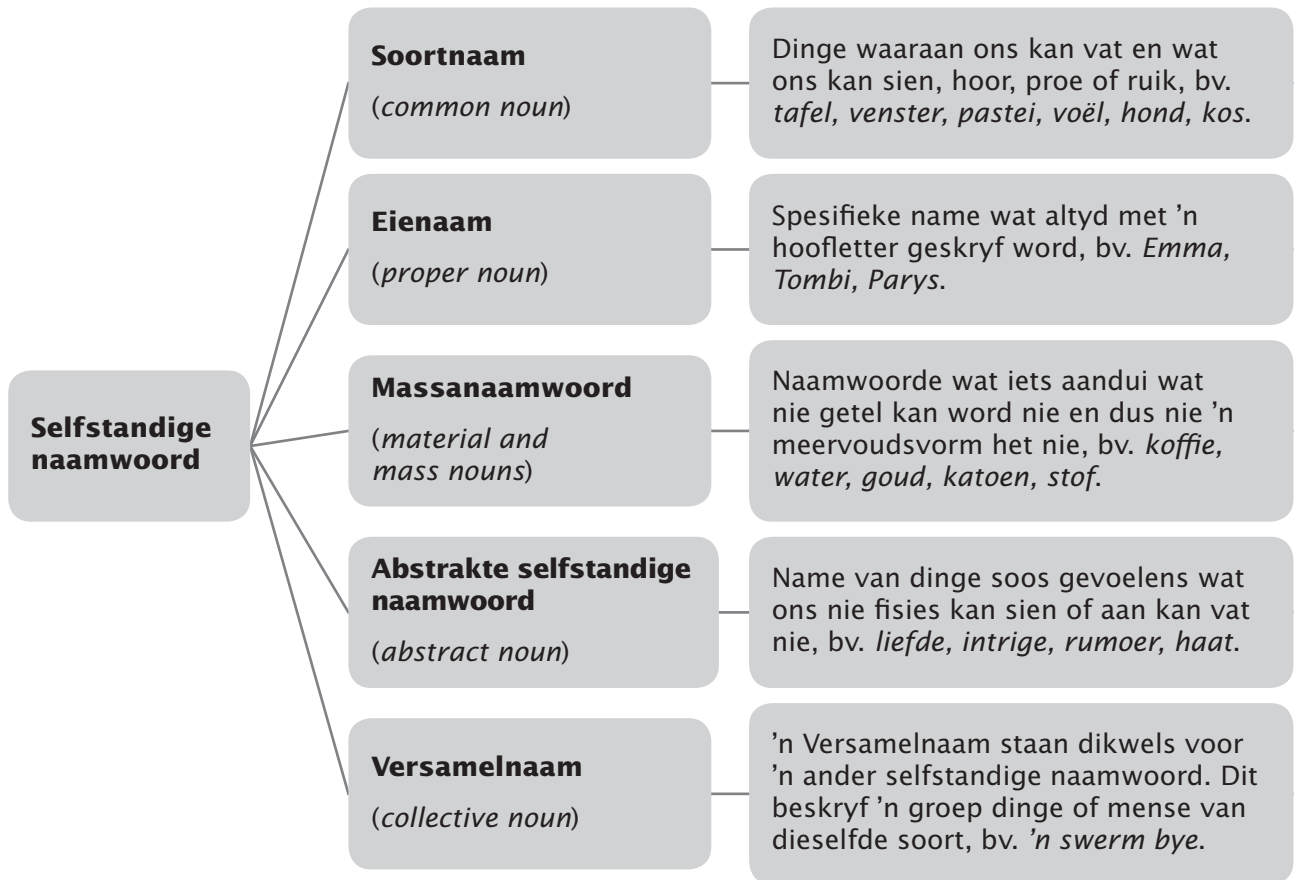 Selfstandige
naamwoord
Soortnaam
(common noun)
Dinge waaraan ons kan vat en wat
ons kan sien, hoor, proe of ruik, bv.
tafel, venster, pastei, voël, hond, kos.
Eienaam
(proper noun)
Spesifieke name wat altyd met ’n
hoofletter geskryf word, bv. Emma,
Tombi, Parys.
Massanaamwoord
(material and
mass nouns)
Naamwoorde wat iets aandui wat
nie getel kan word nie en dus nie ’n
meervoudsvorm het nie, bv. koffie,
water, goud, katoen, stof.
Abstrakte selfstandige
naamwoord
(abstract noun)
Name van dinge soos gevoelens wat
ons nie fisies kan sien of aan kan vat
nie, bv. liefde, intrige, rumoer, haat.
Versamelnaam
(collective noun)
’n Versamelnaam staan dikwels voor
’n ander selfstandige naamwoord. Dit
beskryf ’n groep dinge of mense van
dieselfde soort, bv. ’n swerm bye.